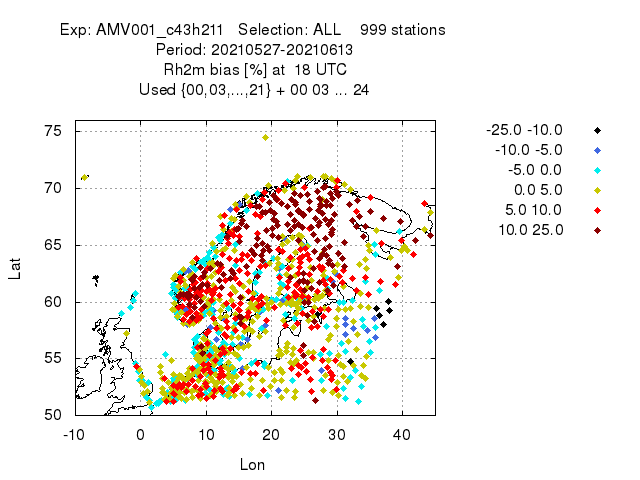 Exp: AMV001_c43h211   Selection: ALL    999 stations
Period: 20210527-20210613
Rh2m bias [%] at  18 UTC
Used {00,03,...,21} + 00 03 ... 24
-25.0 -10.0
-10.0 -5.0
-5.0 0.0
0.0 5.0
5.0 10.0
10.0 25.0
75
70
65
60
55
50
Lat
-10 0 10 20 30 40
Lon